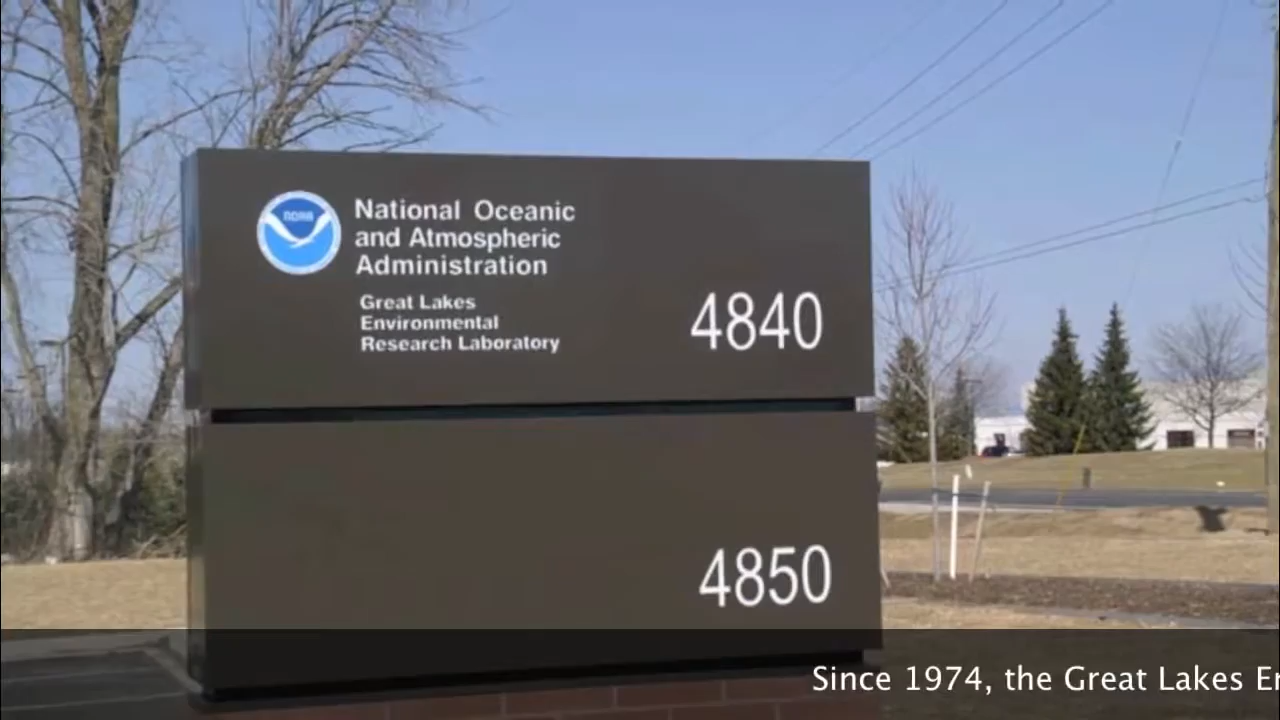 NOAA
National Oceanic
and Atmospheric
Administration
Great Lakes
Environmental
Research Laboratory
4840
4850
Since 1974, the Great Lakes